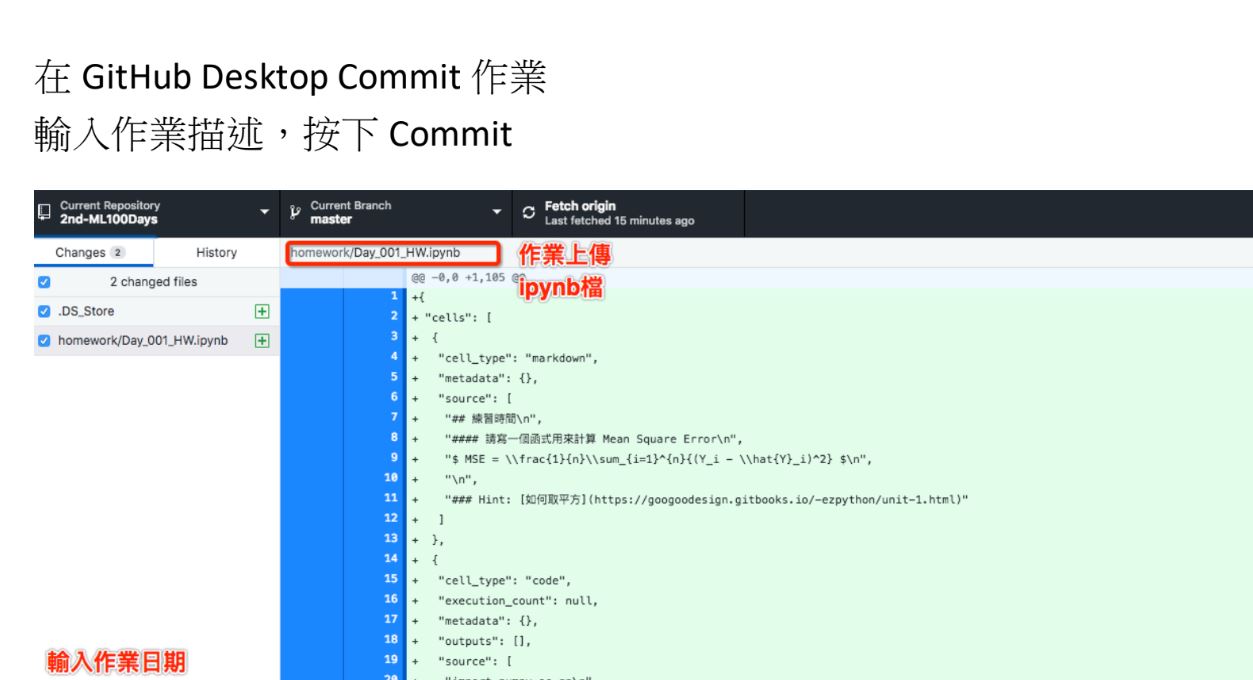 在 GitHub Desktop Commit 作業
輸入作業描述，按下 Commit
Current Repository
2nd-ML100Days
Current Branch
master
Fetch origin
Last fetched 15 minutes ago
Changes 2
History
homework/Day_001_HW.ipynb
作業上傳
ipynb檔
2 changed files
.DS_Store
homework/Day_001_HW.ipynb
@@ -0,0 +1,105 @@
1 +{
2 + "cells": [
3 + {
4 + "cell_type": "markdown",
5 + "metadata": {},
6 + "source": [
7 + "## 練習時間\n",
8 + "#### 請寫一個函式用來計算 Mean Square Error\n",
9 + "$ MSE = \\frac{1}{n}\\sum_{i=1}^{n}{(Y_i - \\hat{Y}_i)^2} $\n",
10 + "\n",
11 + "### Hint: [如何取平方](https://googoodesign.gitbooks.io/-ezpython/unit-1.html)"
12 + ]
13 + },
14 + {
15 + "cell_type": "code",
16 + "execution_count": null,
17 + "metadata": {},
18 + "outputs": [],
19 + "source": [
20
輸入作業日期